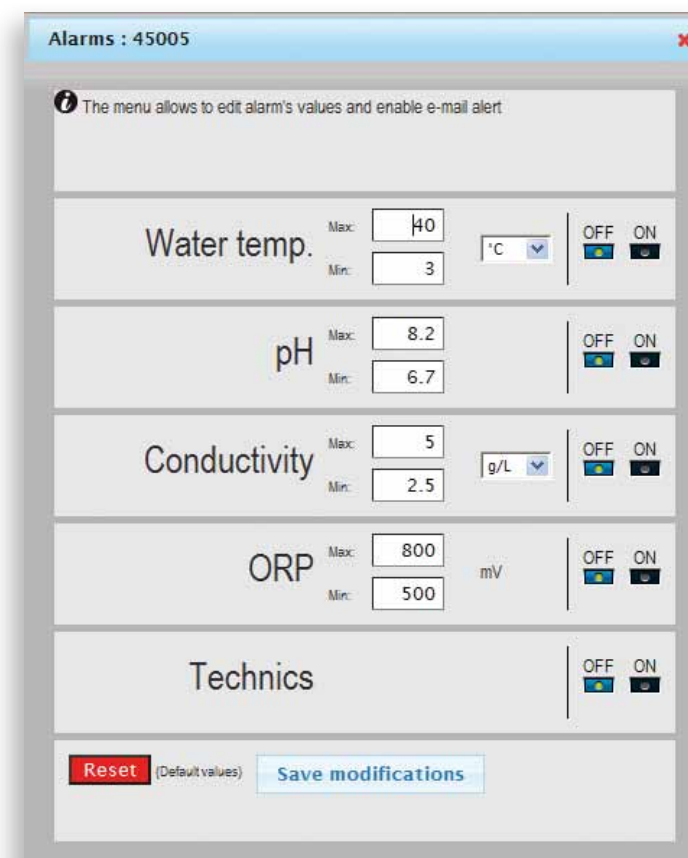 Alarms : 45005
The menu allows to edit alarm's values and enable e-mail alert
Water temp. Max: 40 °C OFF ON
Min: 3
pH Max: 8.2 OFF ON
Min: 6.7
Conductivity Max: 5 g/L OFF ON
Min: 2.5
ORP Max: 800 mV OFF ON
Min: 500
Technics OFF ON
Reset (Default values) Save modifications